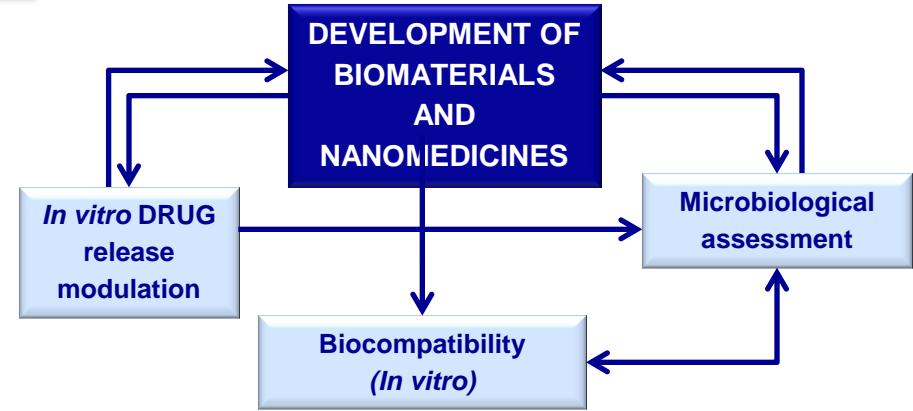 DEVELOPMENT OF
BIOMATERIALS
AND
NANOMEDICINES
In vitro DRUG
release
modulation
Microbiological
assessment
Biocompatibility
(In vitro)